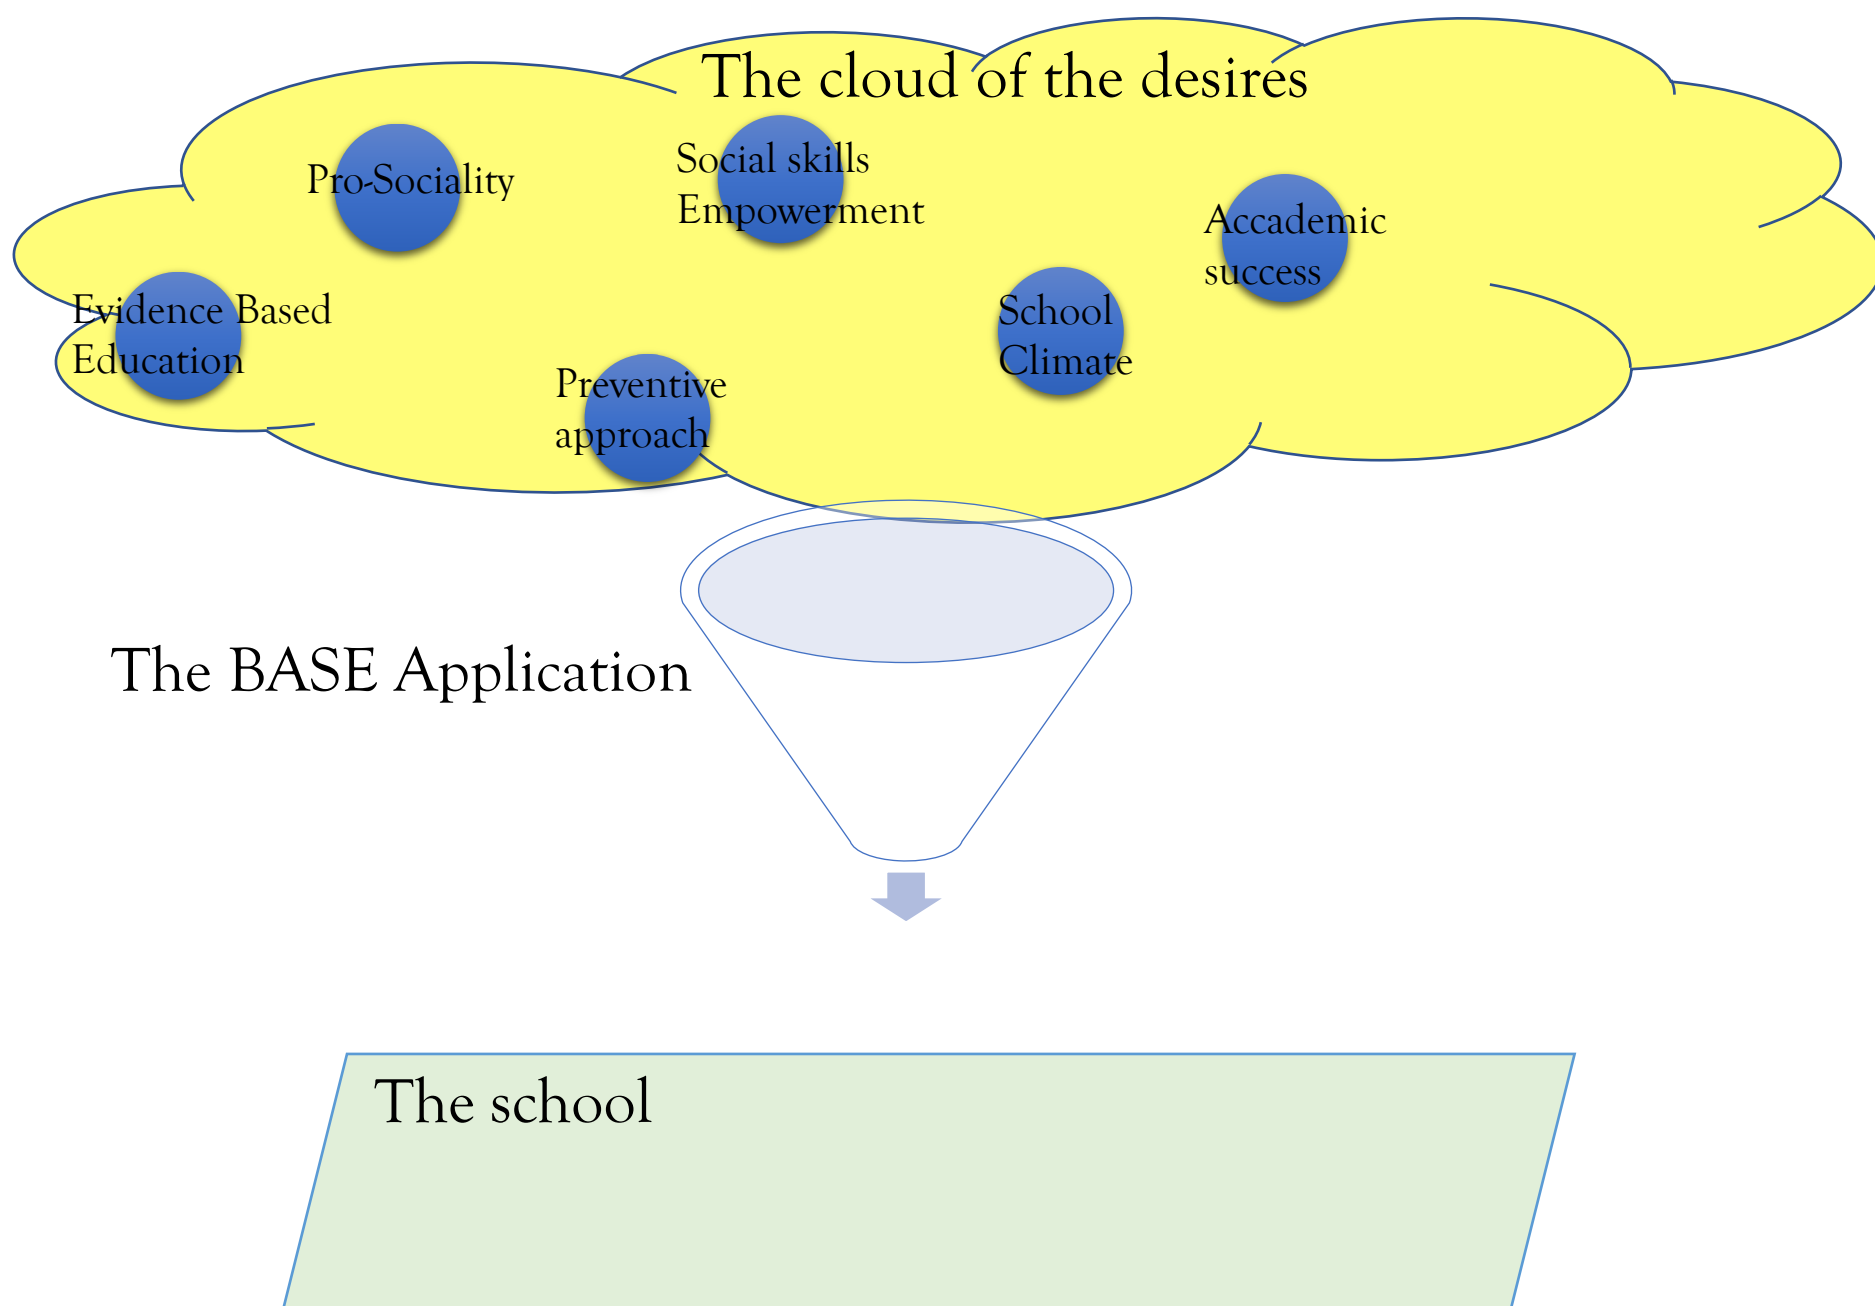 The cloud of the desires
Pro-Sociality
Social skills
Empowerment
Accademic
success
Evidence Based
Education
School
Climate
Preventive
approach
The BASE Application
The school